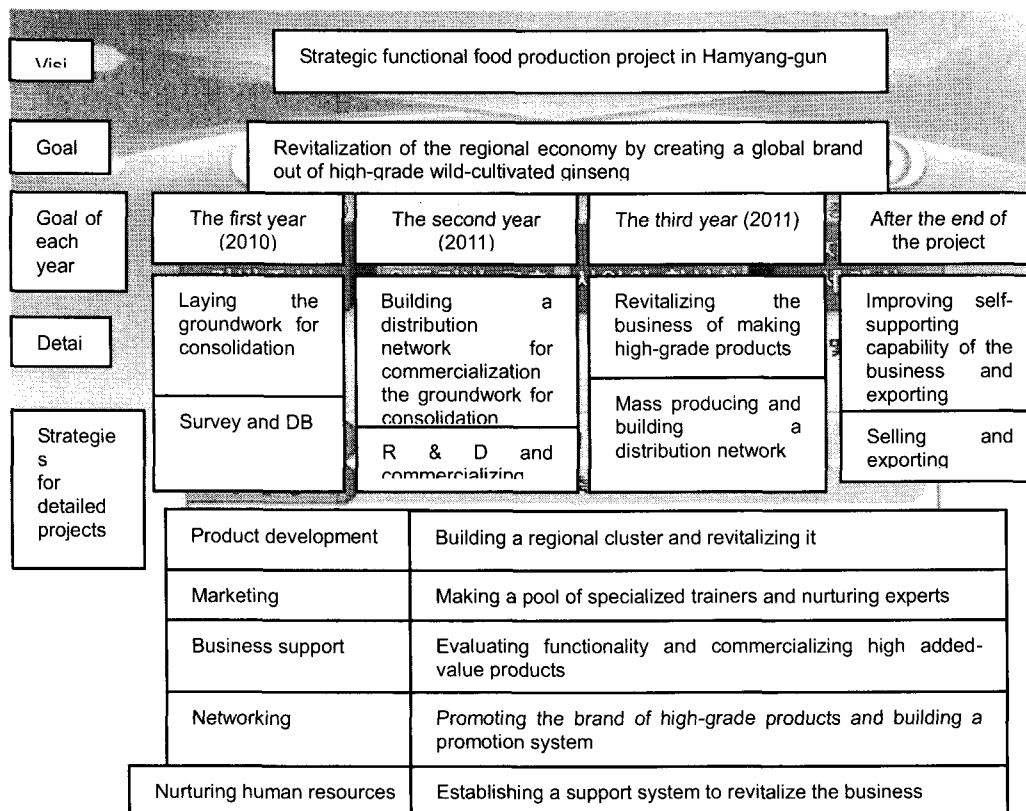 Visi
Strategic functional food production project in Hamyang-gun
Goal
Revitalization of the regional economy by creating a global brand
out of high-grade wild-cultivated ginseng
Goal of
each
year
The first year
(2010)
The second year
(2011)
The third year (2011)
After the end of
the project
Detai
Laying the
groundwork for
consolidation
Building a
distribution
network for
commercialization
the groundwork for
consolidation
Revitalizing the
business of making
high-grade products
Improving self-
supporting
capability of the
business and
exporting
Strategie
s
for
detailed
projects
Survey and DB
R & D and
commercializing
Mass producing and
building a
distribution network
Selling and
exporting
Product development
Building a regional cluster and revitalizing it
Marketing
Making a pool of specialized trainers and nurturing experts
Business support
Evaluating functionality and commercializing high added-
value products
Networking
Promoting the brand of high-grade products and building a
promotion system
Nurturing human resources
Establishing a support system to revitalize the business